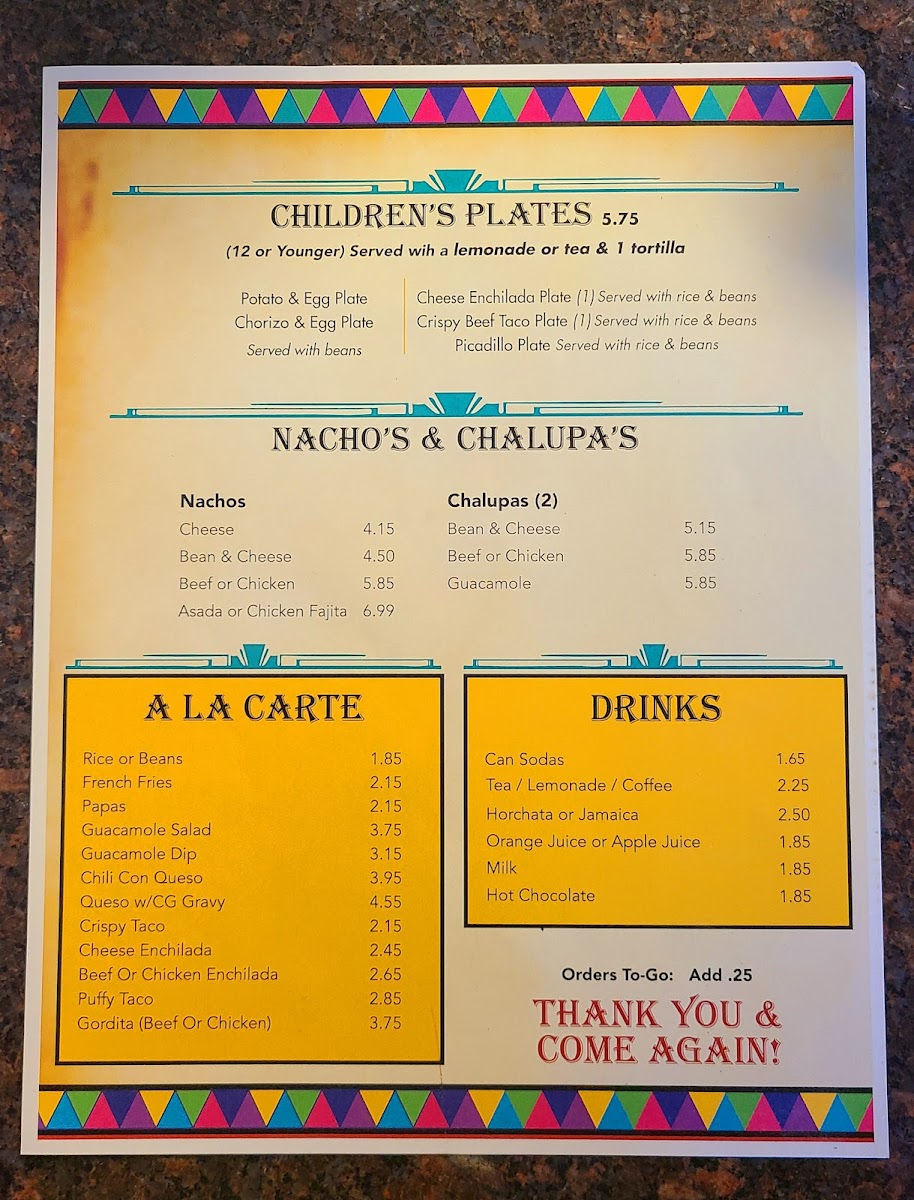 CHILDREN'S PLATES 5.75
(12 or Younger) Served wih a lemonade or tea & 1 tortilla
Potato & Egg Plate
Chorizo & Egg Plate
Served with beans
Cheese Enchilada Plate (1) Served with rice & beans
Crispy Beef Taco Plate (1) Served with rice & beans
Picadillo Plate Served with rice & beans
NACHO'S & CHALUPA'S
Nachos
Cheese 4.15
Bean & Cheese 4.50
Beef or Chicken 5.85
Asada or Chicken Fajita 6.99
Chalupas (2)
Bean & Cheese 5.15
Beef or Chicken 5.85
Guacamole 5.85
A LA CARTE
Rice or Beans 1.85
French Fries 2.15
Papas 2.15
Guacamole Salad 3.75
Guacamole Dip 3.15
Chili Con Queso 3.95
Queso w/CG Gravy 4.55
Crispy Taco 2.15
Cheese Enchilada 2.45
Beef Or Chicken Enchilada 2.65
Puffy Taco 2.85
Gordita (Beef Or Chicken) 3.75
DRINKS
Can Sodas 1.65
Tea / Lemonade / Coffee 2.25
Horchata or Jamaica 2.50
Orange Juice or Apple Juice 1.85
Milk 1.85
Hot Chocolate 1.85
Orders To-Go: Add .25
THANK YOU &
COME AGAIN!